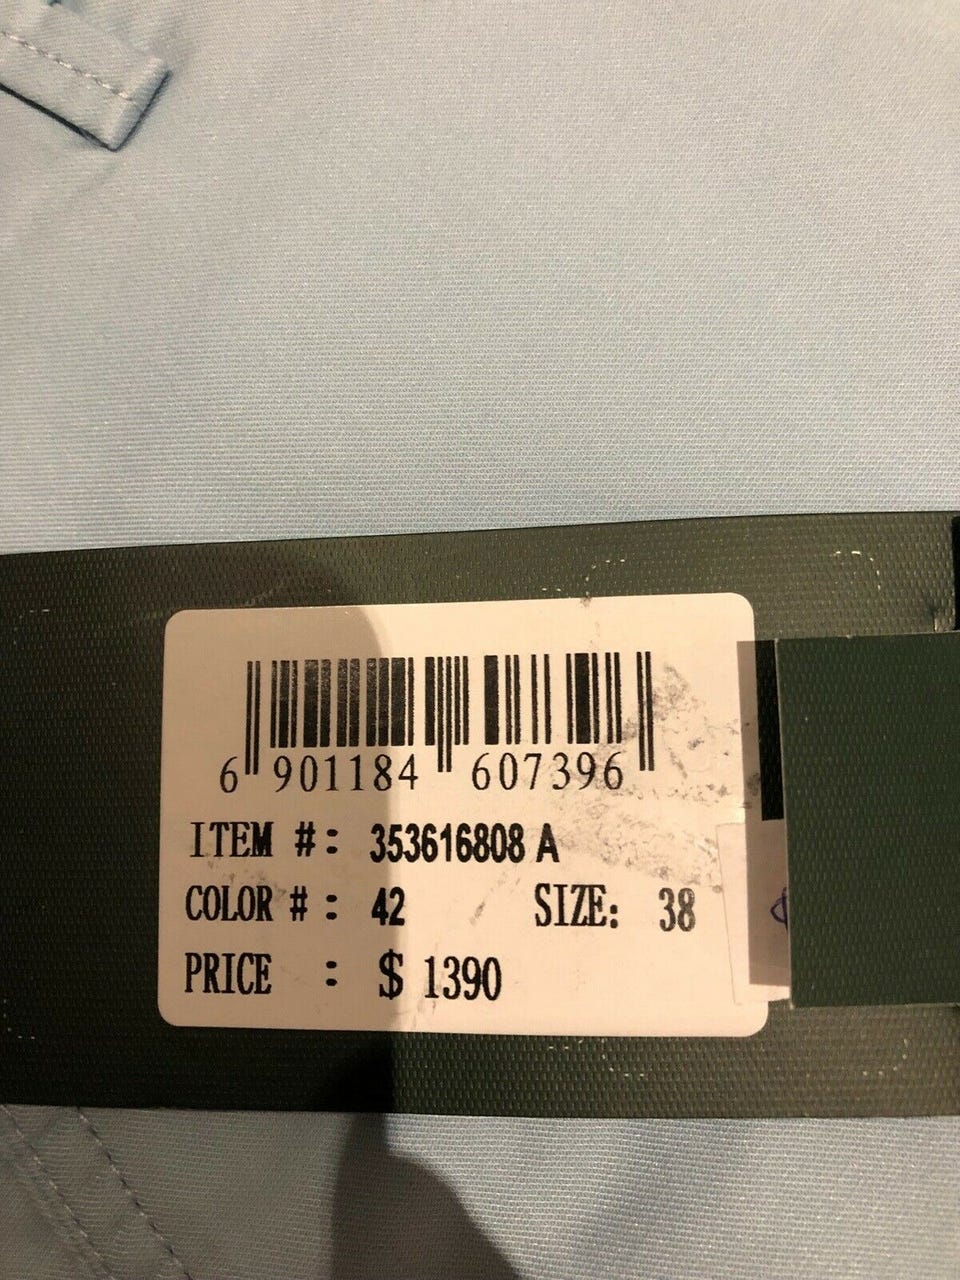 6 901184 607396
ITEM #: 353616808 A
COLOR #: 42 SIZE: 38
PRICE : $ 1390